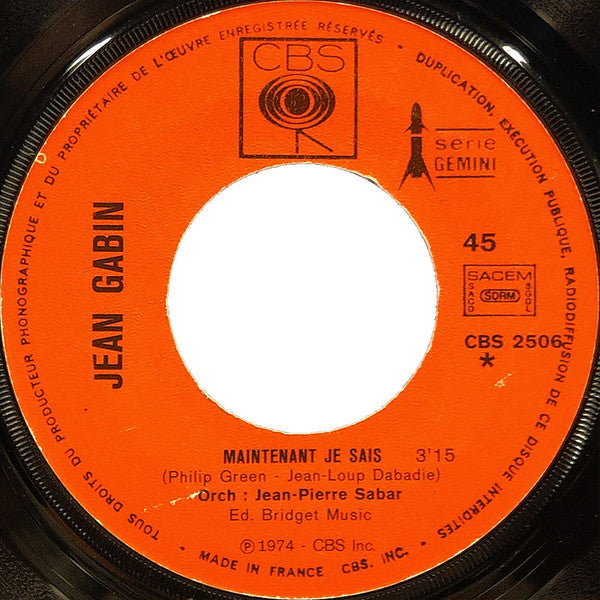 TOUS DROITS DU PRODUCTEUR PHONOGRAPHIQUE ET DU PROPRIÉTAIRE DE L'ŒUVRE ENREGISTRÉE RÉSERVÉS - DUPLICATION, EXÉCUTION PUBLIQUE, RADIODIFFUSION DE CE DISQUE INTERDITES -
CBS
serie
GEMINI
JEAN GABIN
45
SACEM
SACD SDRM SGDL
CBS 2506
*
MAINTENANT JE SAIS 3'15
(Philip Green - Jean-Loup Dabadie)
Orch : Jean-Pierre Sabar
Ed. Bridget Music
℗ 1974 - CBS Inc.
- MADE IN FRANCE CBS. INC. -